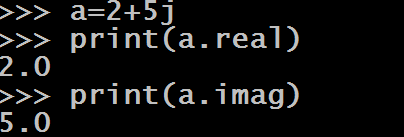 >>> a=2+5j
>>> print(a.real)
2.0
>>> print(a.imag)
5.0